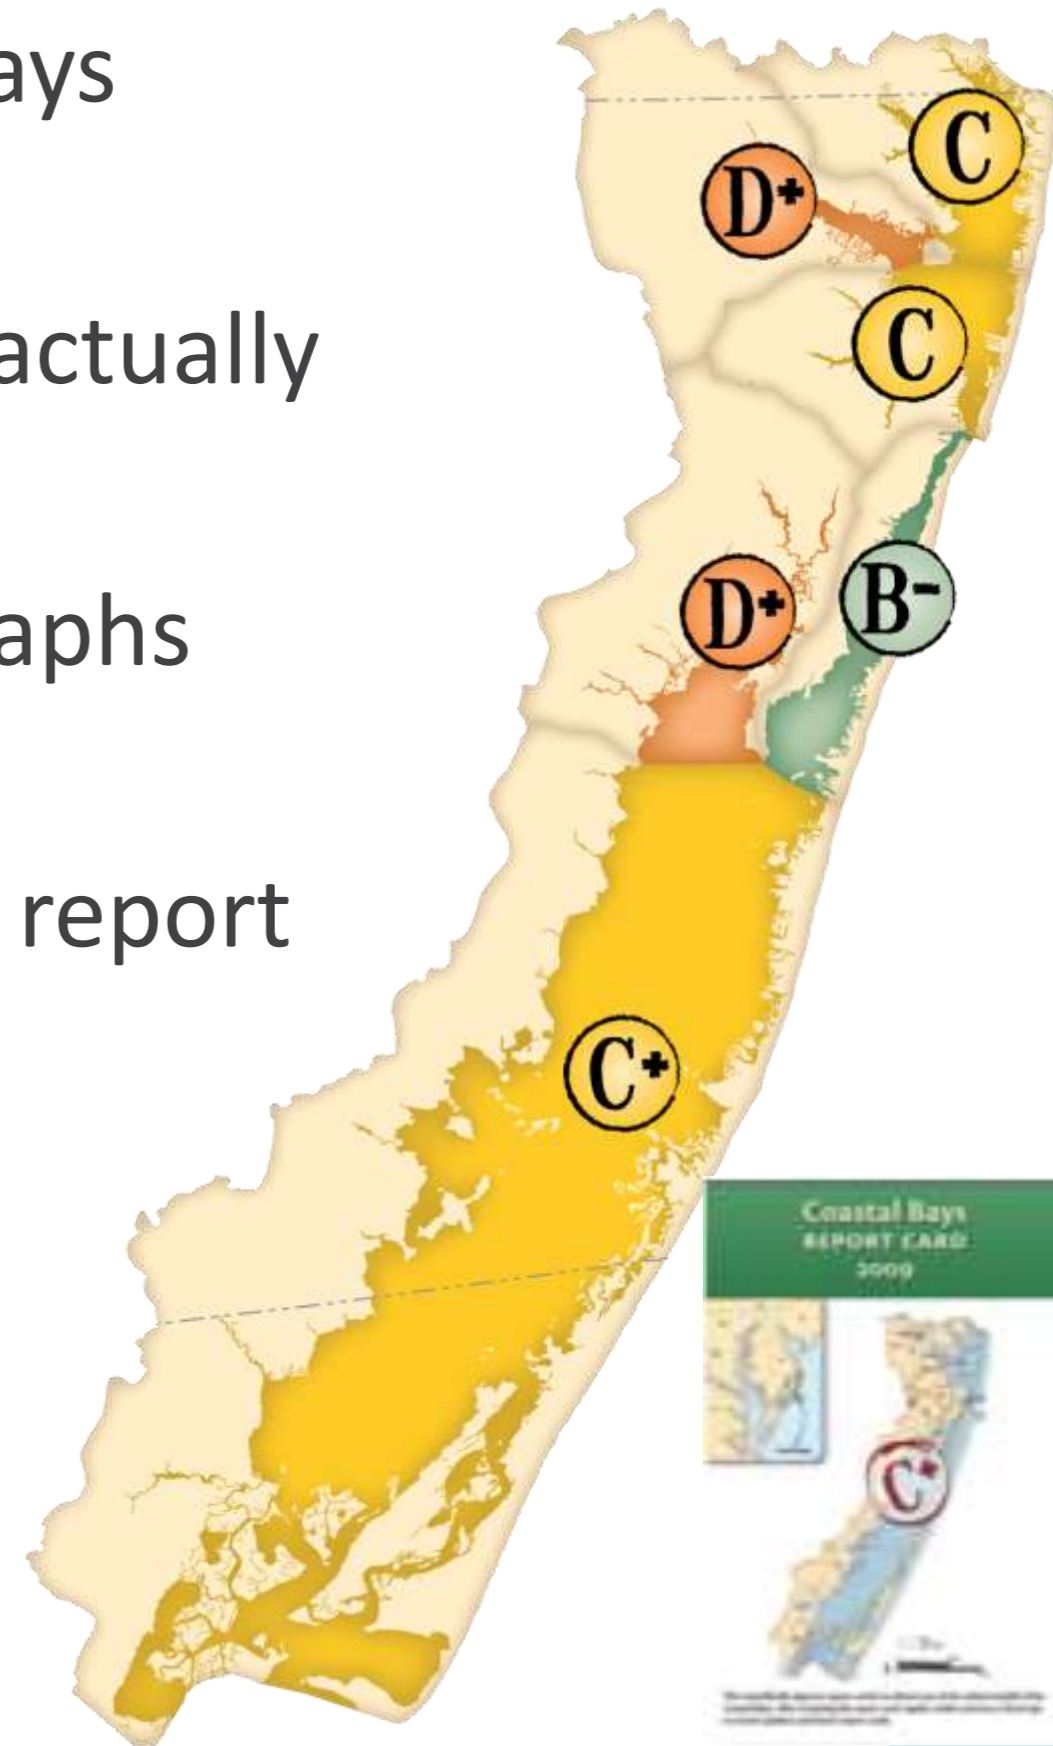 ays
actually
aphs
report
C
D+
C
D+
B-
C+
Coastal Bays
REPORT CARD
2009
C+